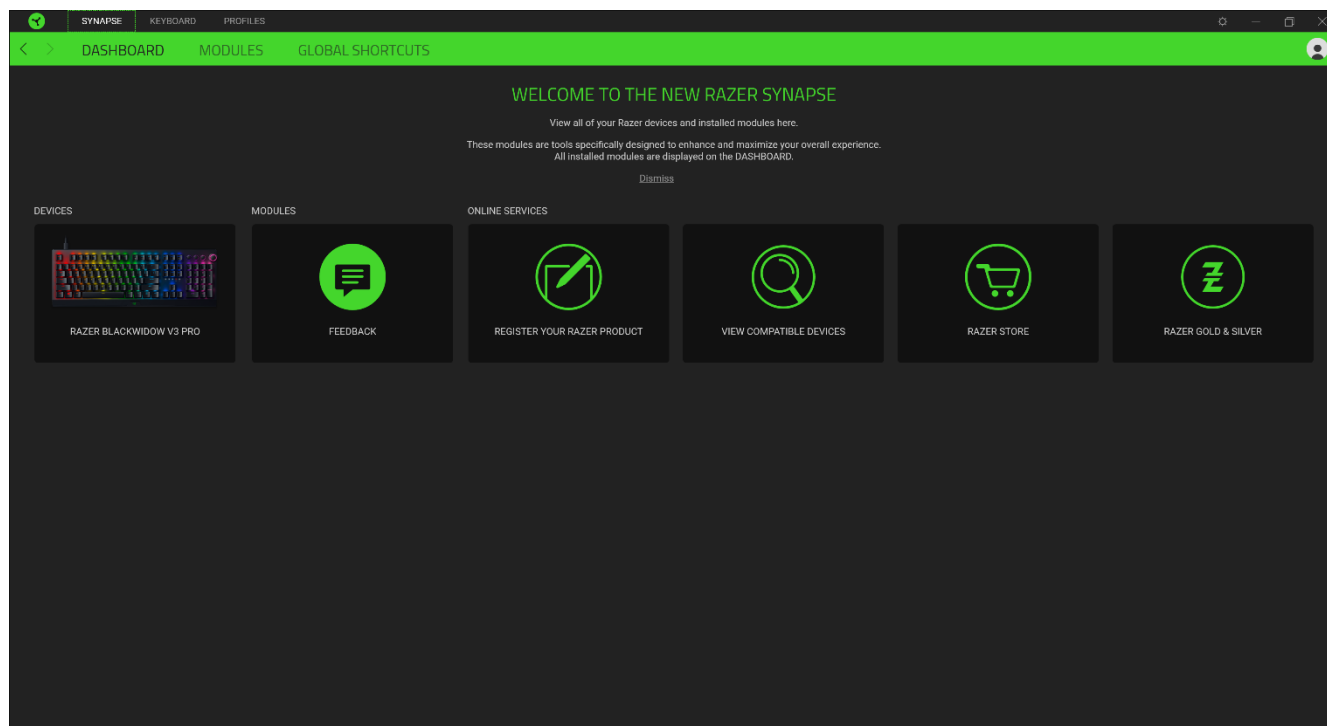 SYNAPSE KEYBOARD PROFILES
DASHBOARD MODULES GLOBAL SHORTCUTS
WELCOME TO THE NEW RAZER SYNAPSE
View all of your Razer devices and installed modules here.
These modules are tools specifically designed to enhance and maximize your overall experience.
All installed modules are displayed on the DASHBOARD.
Dismiss
DEVICES MODULES ONLINE SERVICES
RAZER BLACKWIDOW V3 PRO FEEDBACK REGISTER YOUR RAZER PRODUCT VIEW COMPATIBLE DEVICES RAZER STORE RAZER GOLD & SILVER